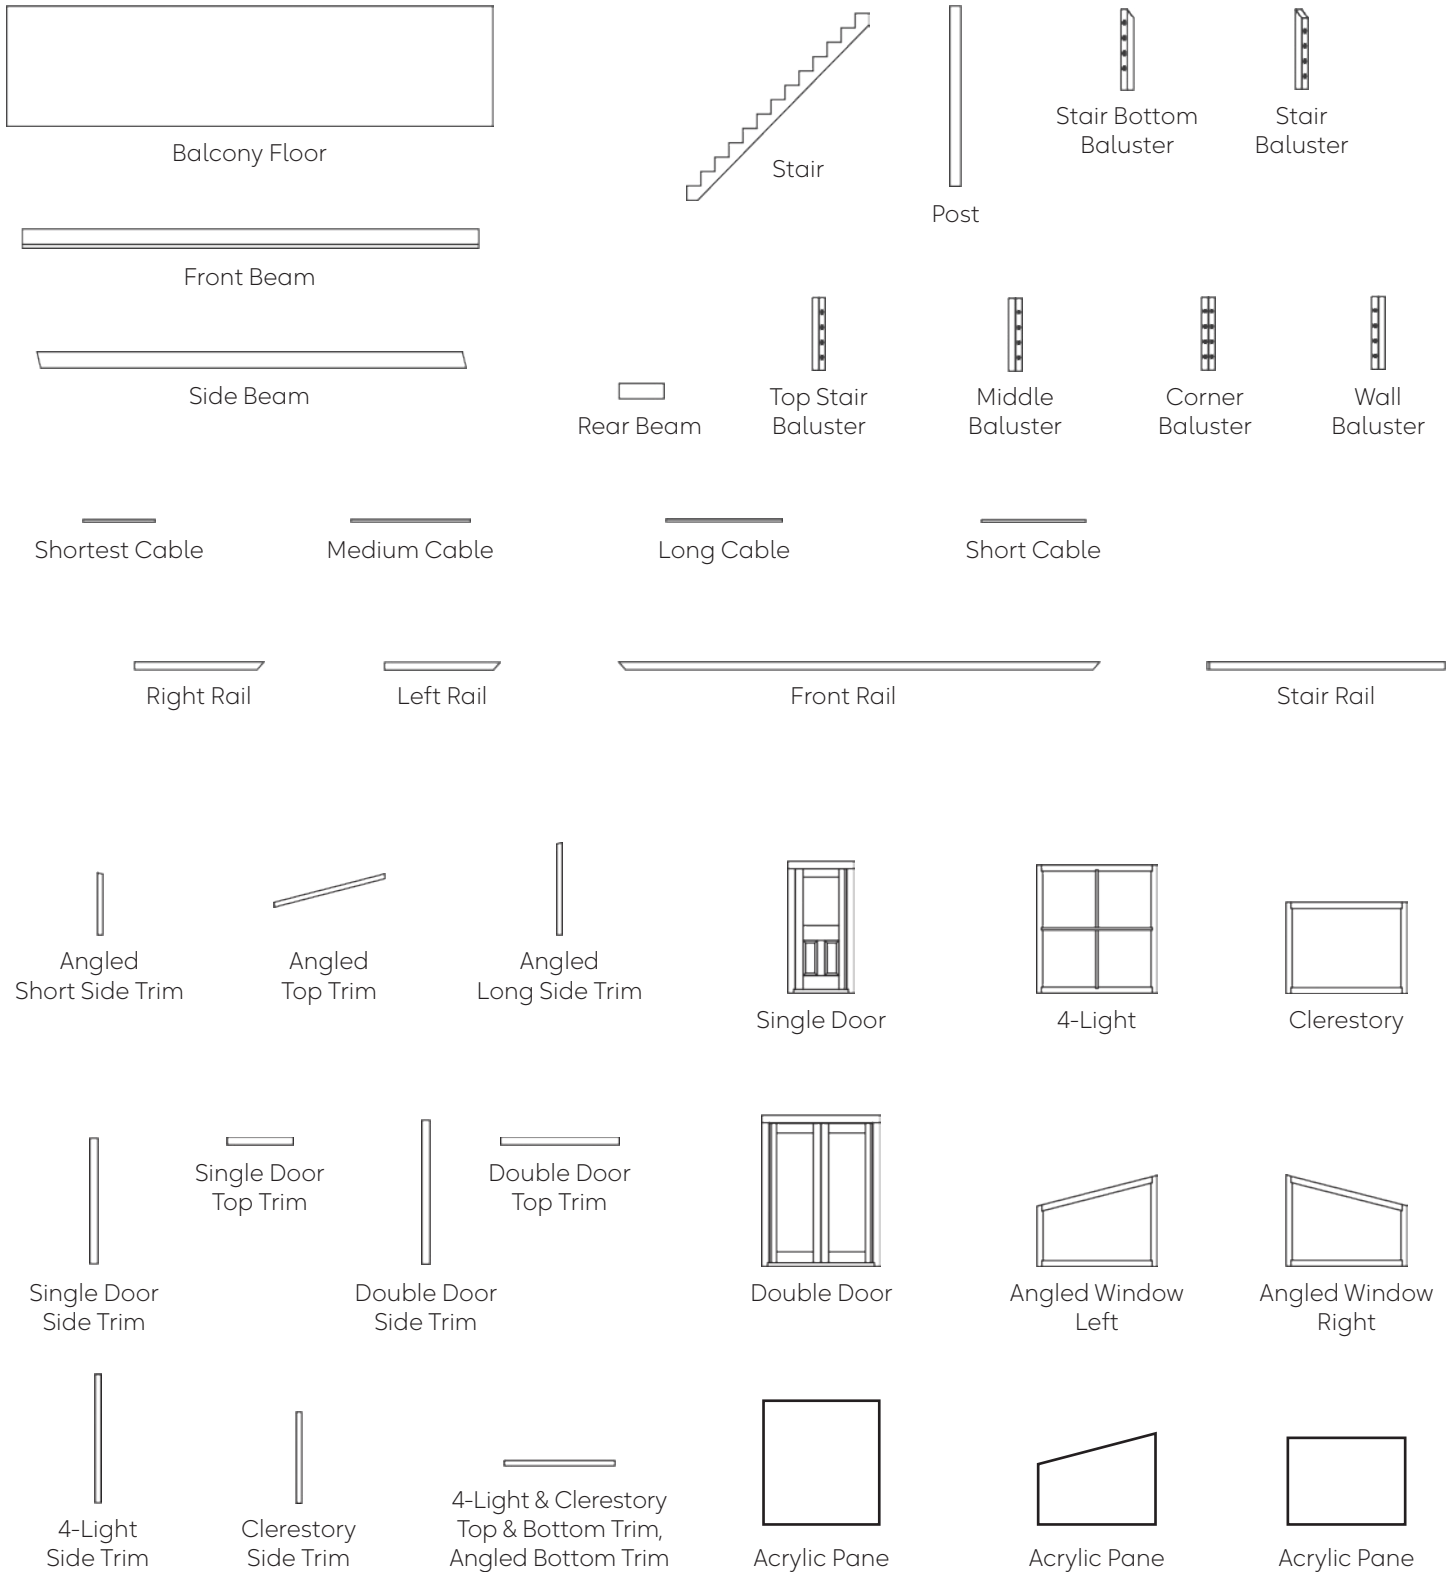 Balcony Floor
Stair
Post
Stair Bottom
Baluster
Stair
Baluster
Front Beam
Side Beam
Rear Beam
Top Stair
Baluster
Middle
Baluster
Corner
Baluster
Wall
Baluster
Shortest Cable
Medium Cable
Long Cable
Short Cable
Right Rail
Left Rail
Front Rail
Stair Rail
Angled
Short Side Trim
Angled
Top Trim
Angled
Long Side Trim
Single Door
4-Light
Clerestory
Single Door
Side Trim
Single Door
Top Trim
Double Door
Side Trim
Double Door
Top Trim
Double Door
Angled Window
Left
Angled Window
Right
4-Light
Side Trim
Clerestory
Side Trim
4-Light & Clerestory
Top & Bottom Trim,
Angled Bottom Trim
Acrylic Pane
Acrylic Pane
Acrylic Pane